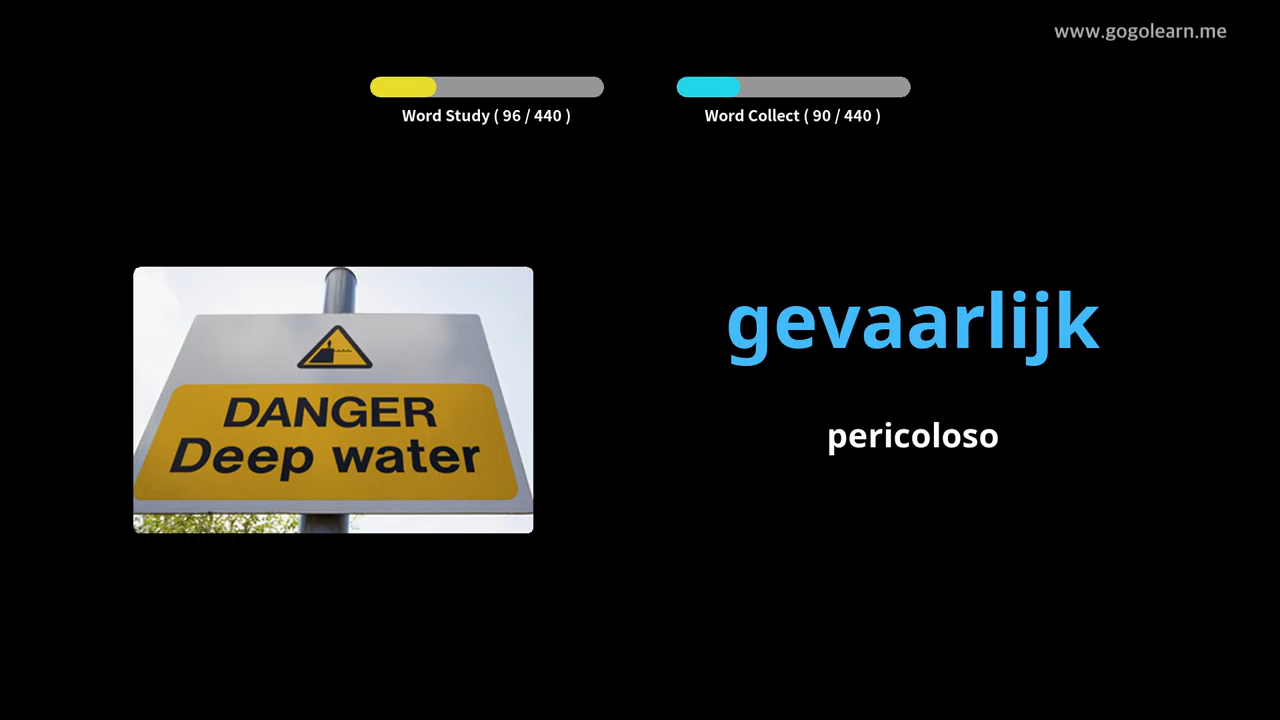 www.gogolearn.me
Word Study ( 96 / 440 )
Word Collect ( 90 / 440 )
DANGER
Deep water
gevaarlijk
pericoloso